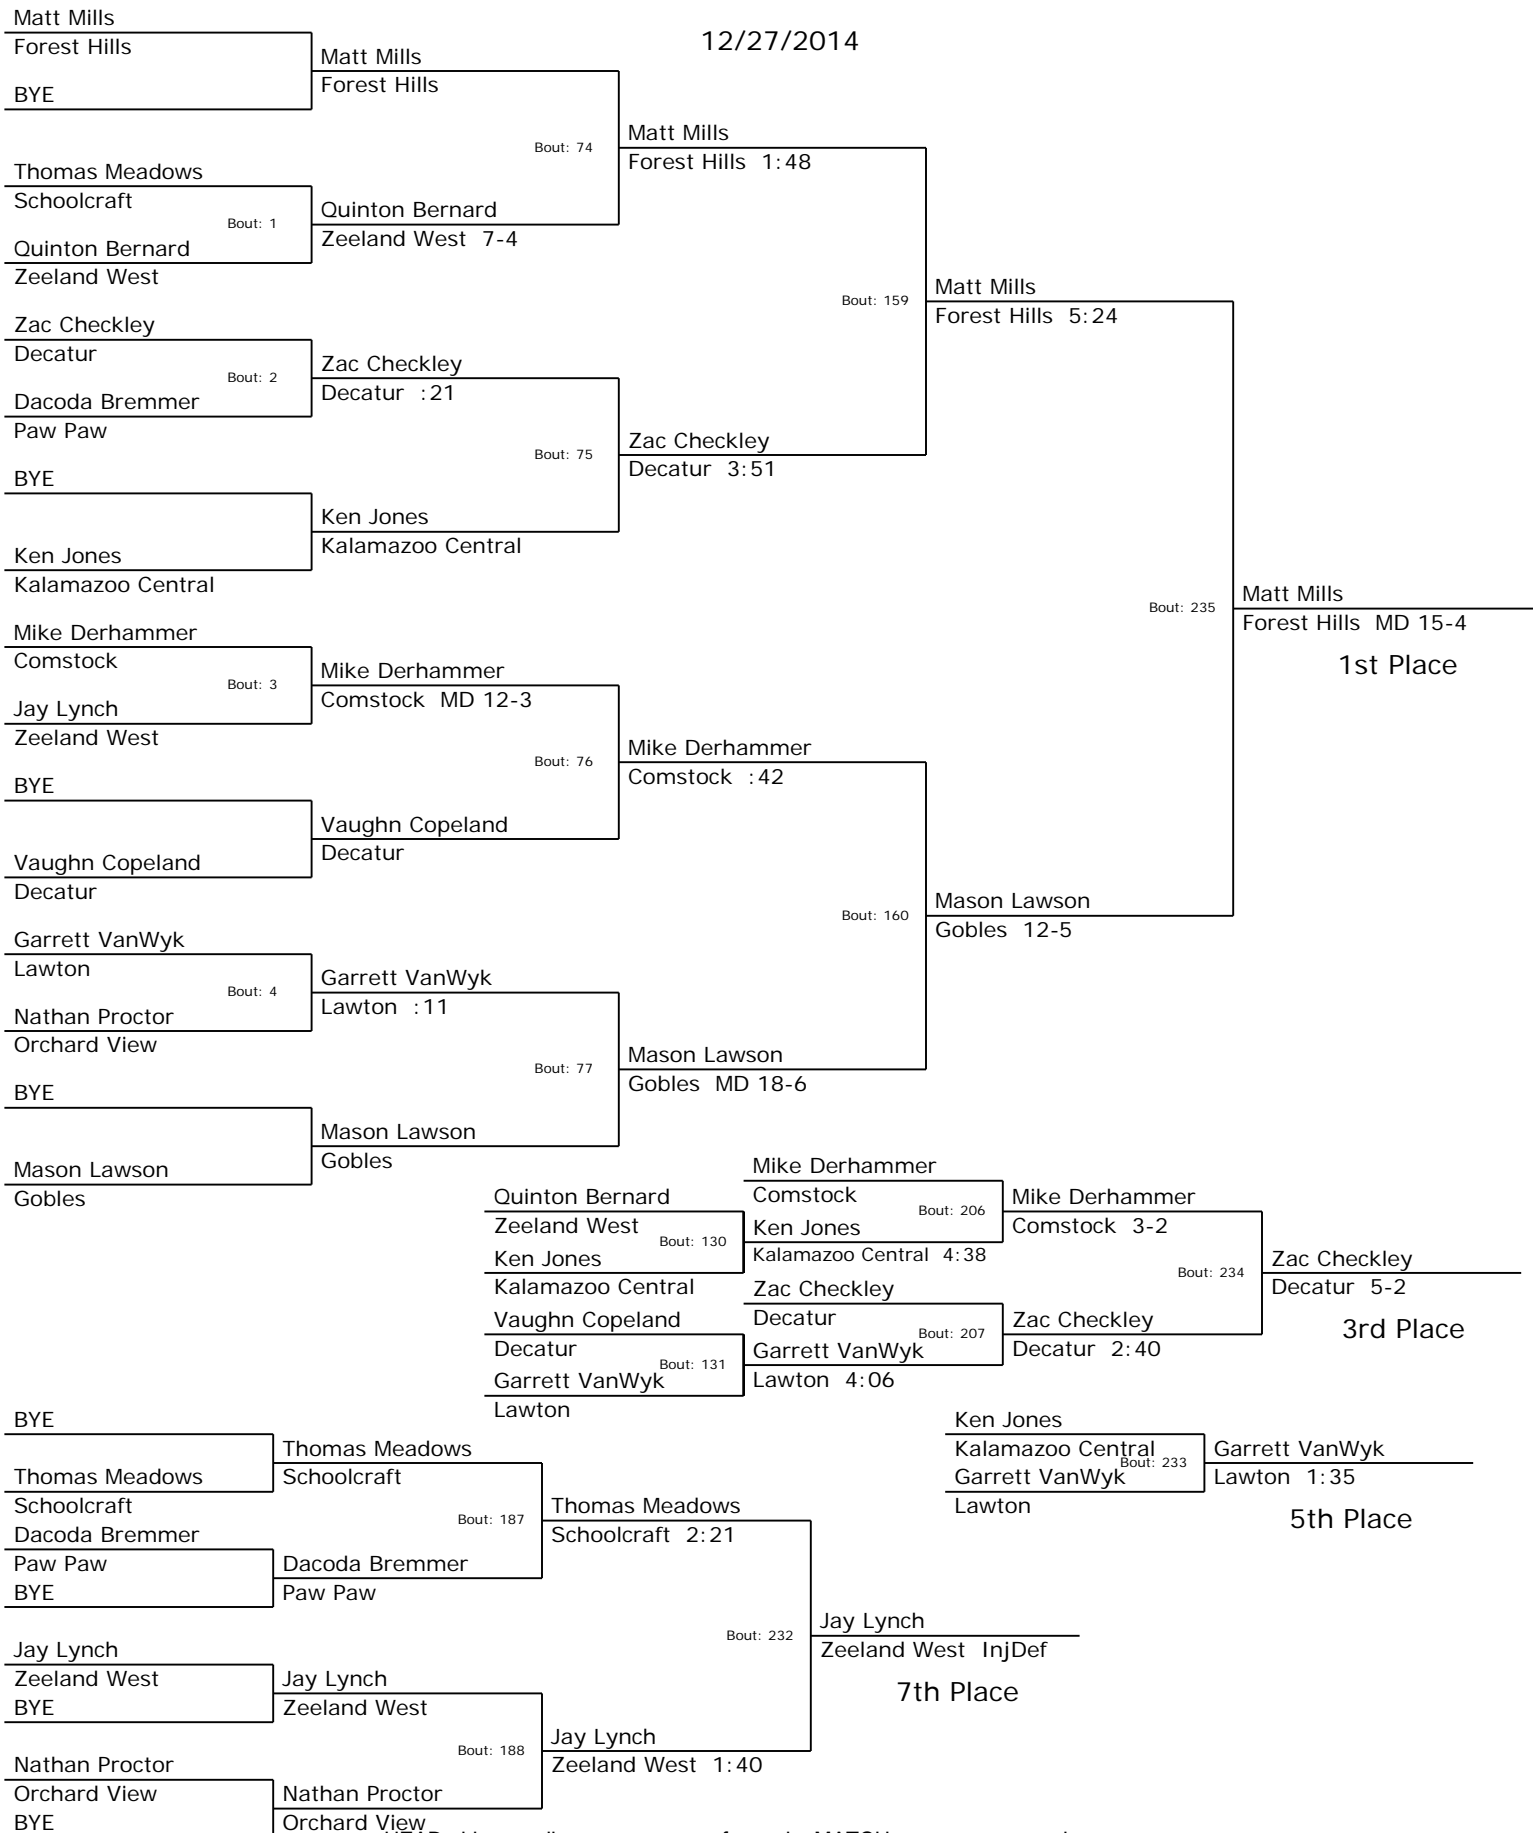 12/27/2014
Matt Mills
Forest Hills
BYE
Thomas Meadows
Schoolcraft
Bout: 1
Quinton Bernard
Zeeland West
Zac Checkley
Decatur
Bout: 2
Dacoda Bremmer
Paw Paw
BYE
Ken Jones
Kalamazoo Central
Mike Derhammer
Comstock
Bout: 3
Jay Lynch
Zeeland West
BYE
Vaughn Copeland
Decatur
Garrett VanWyk
Lawton
Bout: 4
Nathan Proctor
Orchard View
BYE
Mason Lawson
Gobles
Matt Mills
Forest Hills
Bout: 74
Quinton Bernard
Zeeland West 7-4
Zac Checkley
Decatur :21
Bout: 75
Ken Jones
Kalamazoo Central
Mike Derhammer
Comstock MD 12-3
Bout: 76
Vaughn Copeland
Decatur
Garrett VanWyk
Lawton :11
Bout: 77
Mason Lawson
Gobles
Matt Mills
Forest Hills 1:48
Bout: 159
Zac Checkley
Decatur 3:51
Mike Derhammer
Comstock :42
Bout: 160
Mason Lawson
Gobles MD 18-6
Matt Mills
Forest Hills 5:24
Bout: 235
Mason Lawson
Gobles 12-5
Matt Mills
Forest Hills MD 15-4
1st Place
Quinton Bernard
Zeeland West
Bout: 130
Ken Jones
Kalamazoo Central
Vaughn Copeland
Decatur
Bout: 131
Garrett VanWyk
Lawton
Mike Derhammer
Comstock
Bout: 206
Ken Jones
Kalamazoo Central 4:38
Zac Checkley
Decatur
Bout: 207
Garrett VanWyk
Lawton 4:06
Mike Derhammer
Comstock 3-2
Bout: 234
Zac Checkley
Decatur 2:40
Zac Checkley
Decatur 5-2
3rd Place
Ken Jones
Kalamazoo Central
Bout: 233
Garrett VanWyk
Lawton
Garrett VanWyk
Lawton 1:35
5th Place
BYE
Thomas Meadows
Schoolcraft
Dacoda Bremmer
Paw Paw
BYE
Jay Lynch
Zeeland West
BYE
Nathan Proctor
Orchard View
BYE
Thomas Meadows
Schoolcraft
Bout: 187
Dacoda Bremmer
Paw Paw
Jay Lynch
Zeeland West
Bout: 188
Nathan Proctor
Orchard View
Thomas Meadows
Schoolcraft 2:21
Bout: 232
Jay Lynch
Zeeland West 1:40
Jay Lynch
Zeeland West InjDef
7th Place